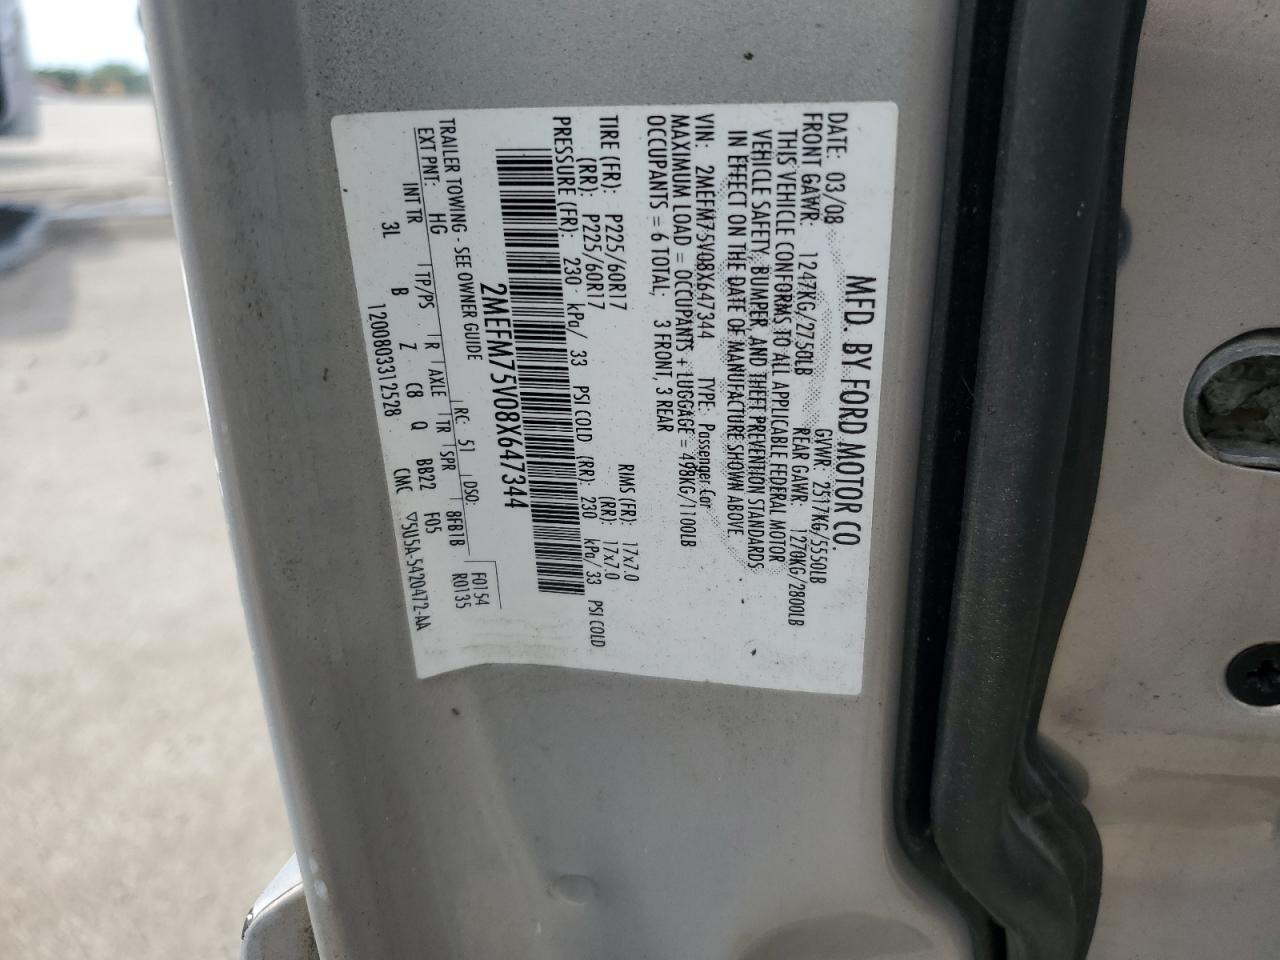 MFD. BY FORD MOTOR CO.
DATE: 03/08 GVWR: 2517KG/5550LB
FRONT GAWR: 1247KG/2750LB REAR GAWR: 1270KG/2800LB
THIS VEHICLE CONFORMS TO ALL APPLICABLE FEDERAL MOTOR
VEHICLE SAFETY, BUMPER, AND THEFT PREVENTION STANDARDS
IN EFFECT ON THE DATE OF MANUFACTURE SHOWN ABOVE.
VIN: 2MEFM75V08X647344 TYPE: Passenger Car
MAXIMUM LOAD = OCCUPANTS + LUGGAGE = 498KG/1100LB
OCCUPANTS = 6 TOTAL; 3 FRONT, 3 REAR
TIRE (FR): P225/60R17 RIMS (FR): 17x7.0
(RR): P225/60R17 (RR): 17x7.0
PRESSURE (FR): 230 kPa/ 33 PSI COLD (RR): 230 kPa/ 33 PSI COLD
2MEFM75V08X647344
TRAILER TOWING - SEE OWNER GUIDE
EXT PNT: HG RC: 51 DSO: F0154
R0135
INT TR TP/PS R AXLE TR SPR 8FB1B
3L B Z CB Q BB22 F05
1200803312528 CMC ▽5U5A-5420472-AA